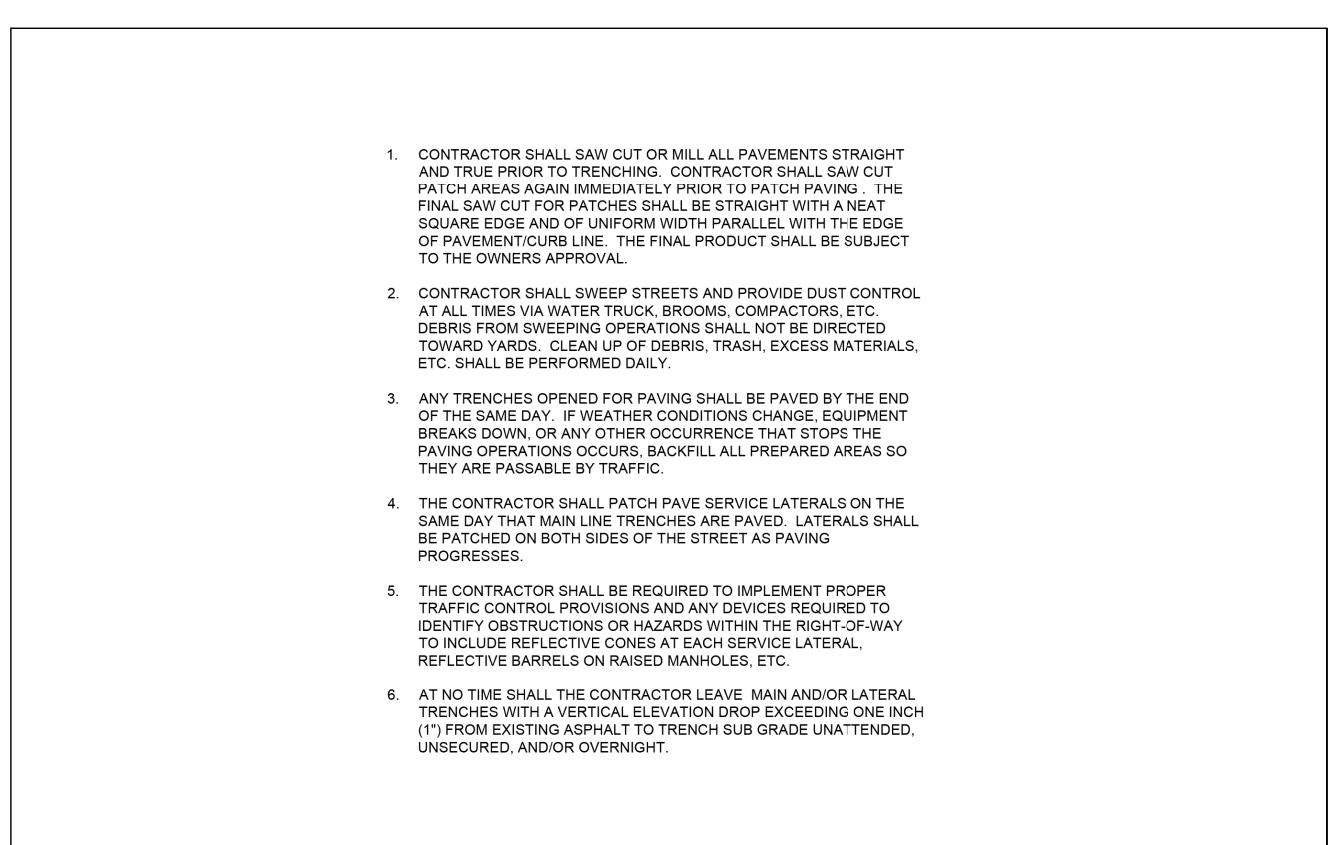 1. CONTRACTOR SHALL SAW CUT OR MILL ALL PAVEMENTS STRAIGHT
AND TRUE PRIOR TO TRENCHING.  CONTRACTOR SHALL SAW CUT
PATCH AREAS AGAIN IMMEDIATELY PRIOR TO PATCH PAVING .  THE
FINAL SAW CUT FOR PATCHES SHALL BE STRAIGHT WITH A NEAT
SQUARE EDGE AND OF UNIFORM WIDTH PARALLEL WITH THE EDGE
OF PAVEMENT/CURB LINE.  THE FINAL PRODUCT SHALL BE SUBJECT
TO THE OWNERS APPROVAL.
2. CONTRACTOR SHALL SWEEP STREETS AND PROVIDE DUST CONTROL
AT ALL TIMES VIA WATER TRUCK, BROOMS, COMPACTORS, ETC.
DEBRIS FROM SWEEPING OPERATIONS SHALL NOT BE DIRECTED
TOWARD YARDS.  CLEAN UP OF DEBRIS, TRASH, EXCESS MATERIALS,
ETC. SHALL BE PERFORMED DAILY.
3. ANY TRENCHES OPENED FOR PAVING SHALL BE PAVED BY THE END
OF THE SAME DAY.  IF WEATHER CONDITIONS CHANGE, EQUIPMENT
BREAKS DOWN, OR ANY OTHER OCCURRENCE THAT STOPS THE
PAVING OPERATIONS OCCURS, BACKFILL ALL PREPARED AREAS SO
THEY ARE PASSABLE BY TRAFFIC.
4. THE CONTRACTOR SHALL PATCH PAVE SERVICE LATERALS ON THE
SAME DAY THAT MAIN LINE TRENCHES ARE PAVED.  LATERALS SHALL
BE PATCHED ON BOTH SIDES OF THE STREET AS PAVING
PROGRESSES.
5. THE CONTRACTOR SHALL BE REQUIRED TO IMPLEMENT PROPER
TRAFFIC CONTROL PROVISIONS AND ANY DEVICES REQUIRED TO
IDENTIFY OBSTRUCTIONS OR HAZARDS WITHIN THE RIGHT-OF-WAY
TO INCLUDE REFLECTIVE CONES AT EACH SERVICE LATERAL,
REFLECTIVE BARRELS ON RAISED MANHOLES, ETC.
6. AT NO TIME SHALL THE CONTRACTOR LEAVE  MAIN AND/OR LATERAL
TRENCHES WITH A VERTICAL ELEVATION DROP EXCEEDING ONE INCH
(1") FROM EXISTING ASPHALT TO TRENCH SUB GRADE UNATTENDED,
UNSECURED, AND/OR OVERNIGHT.